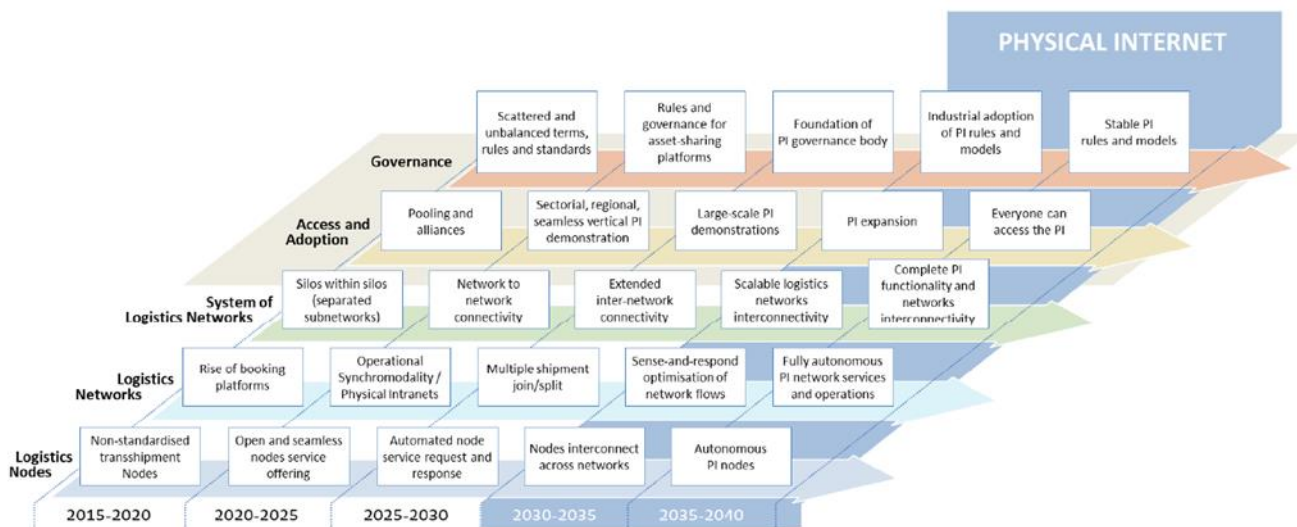 PHYSICAL INTERNET
Governance
Scattered and
unbalanced terms,
rules and standards
Rules and
governance for
asset-sharing
platforms
Foundation of
PI governance body
Industrial adoption
of PI rules and
models
Stable PI
rules and models
Access and
Adoption
Pooling and
alliances
Sectorial, regional,
seamless vertical PI
demonstration
Large-scale PI
demonstrations
PI expansion
Everyone can
access the PI
System of
Logistics Networks
Silos within silos
(separated
subnetworks)
Network to
network
connectivity
Extended
inter-network
connectivity
Scalable logistics
networks
interconnectivity
Complete PI
functionality and
networks
interconnectivity
Logistics
Networks
Rise of booking
platforms
Operational
Synchromodality /
Physical Intranets
Multiple shipment
join/split
Sense-and-respond
optimisation of
network flows
Fully autonomous
PI network services
and operations
Logistics
Nodes
Non-standardised
transshipment
Nodes
Open and seamless
nodes service
offering
Automated node
service request and
response
Nodes interconnect
across networks
Autonomous
PI nodes
2015-2020
2020-2025
2025-2030
2030-2035
2035-2040